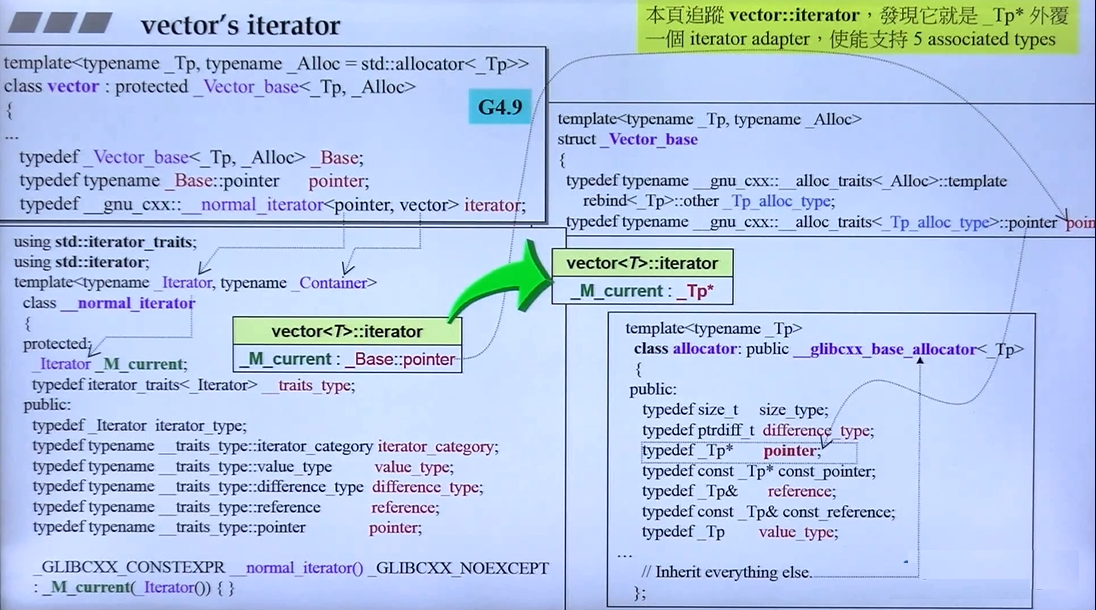 vector's iterator
本頁追蹤 vector::iterator，發現它就是 _Tp* 外覆
一個 iterator adapter，使能支持 5 associated types
template<typename _Tp, typename _Alloc = std::allocator<_Tp>>
class vector : protected _Vector_base<_Tp, _Alloc>
{
...
typedef _Vector_base<_Tp, _Alloc> _Base;
typedef typename _Base::pointer pointer;
typedef __gnu_cxx::__normal_iterator<pointer, vector> iterator;
G4.9
template<typename _Tp, typename _Alloc>
struct _Vector_base
{
typedef typename __gnu_cxx::__alloc_traits<_Alloc>::template
rebind<_Tp>::other _Tp_alloc_type;
typedef typename __gnu_cxx::__alloc_traits<_Tp_alloc_type>::pointer poin
using std::iterator_traits;
using std::iterator;
template<typename _Iterator, typename _Container>
class __normal_iterator
{
protected:
_Iterator _M_current;
typedef iterator_traits<_Iterator> __traits_type;
public:
typedef _Iterator iterator_type;
typedef typename __traits_type::iterator_category iterator_category;
typedef typename __traits_type::value_type value_type;
typedef typename __traits_type::difference_type difference_type;
typedef typename __traits_type::reference reference;
typedef typename __traits_type::pointer pointer;
_GLIBCXX_CONSTEXPR __normal_iterator() _GLIBCXX_NOEXCEPT
: _M_current(_Iterator()) { }
vector<T>::iterator
_M_current : _Base::pointer
vector<T>::iterator
_M_current : _Tp*
template<typename _Tp>
class allocator: public __glibcxx_base_allocator<_Tp>
{
public:
typedef size_t size_type;
typedef ptrdiff_t difference_type;
typedef _Tp* pointer;
typedef const _Tp* const_pointer;
typedef _Tp& reference;
typedef const _Tp& const_reference;
typedef _Tp value_type;
...
// Inherit everything else.
};